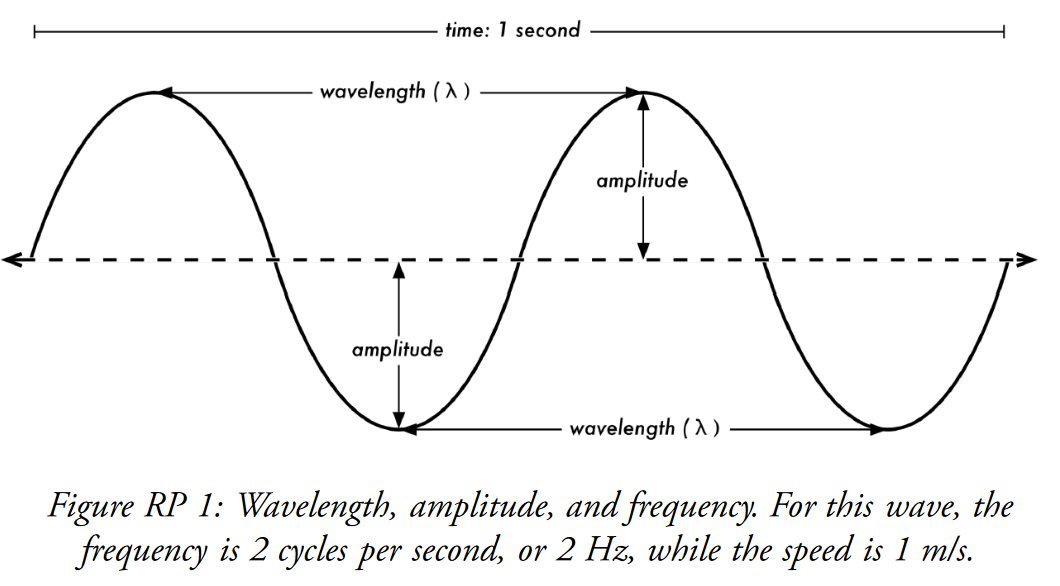 time: 1 second
wavelength ( λ )
amplitude
amplitude
wavelength ( λ )
Figure RP 1: Wavelength, amplitude, and frequency. For this wave, the
frequency is 2 cycles per second, or 2 Hz, while the speed is 1 m/s.